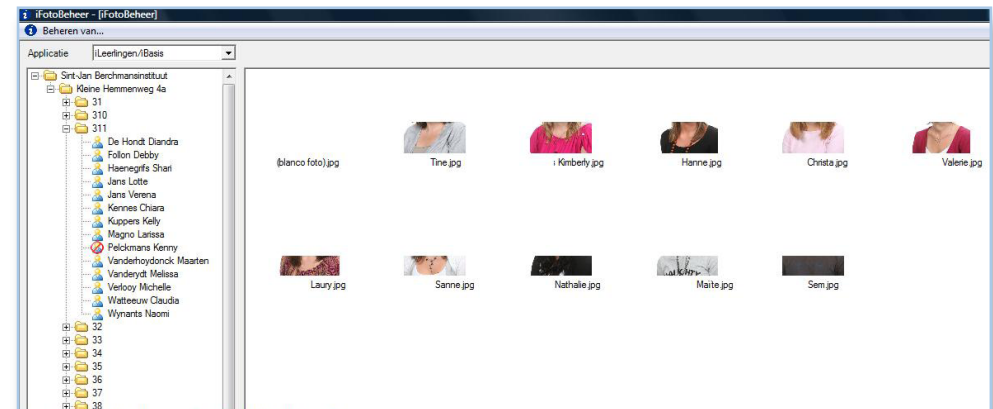 iFotoBeheer - [iFotoBeheer]
Beheren van...
Applicatie iLeerlingen/iBasis
Sint-Jan Berchmansinstituut
Kleine Hemmenweg 4a
31
310
311
De Hondt Diandra
Follon Debby
Haenegrifs Shari
Jans Lotte
Jans Verena
Kennes Chiara
Kuppers Kelly
Magno Larissa
Pelckmans Kenny
Vanderhoydonck Maarten
Vanderydt Melissa
Verlooy Michelle
Watteeuw Claudia
Wynants Naomi
32
33
34
35
36
37
38
(blanco foto).jpg Tine.jpg Kimberly.jpg Hanne.jpg Christa.jpg Valerie.jpg
Laury.jpg Sanne.jpg Nathalie.jpg Maite.jpg Sem.jpg